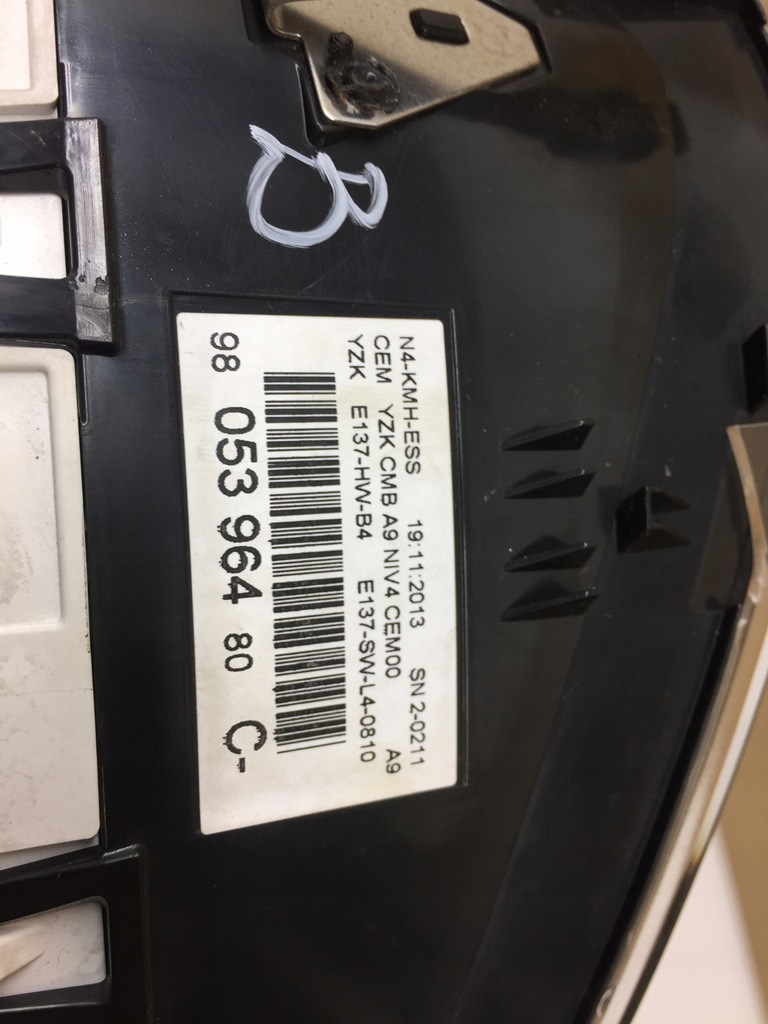 B
N4-KMH-ESS 19:11:2013 SN 2-0211
CEM YZK CMB A9 NIV4 CEM00 A9
YZK E137-HW-B4 E137-SW-L4-0810
98 053 964 80 C-